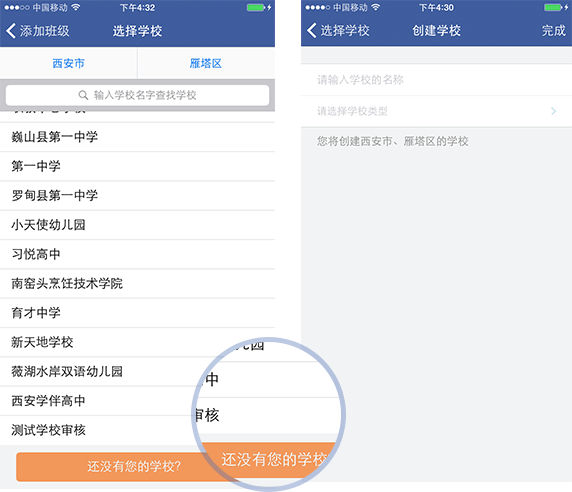 中国移动 下午4:32
添加班级 选择学校
西安市 雁塔区
输入学校名字查找学校
巍山县第一中学
第一中学
罗甸县第一中学
小天使幼儿园
习悦高中
南窑头烹饪技术学院
育才中学
新天地学校
薇湖水岸双语幼儿园
西安学伴高中
测试学校审核
还没有您的学校?
儿园
中
审核
还没有您的学校
中国移动 下午4:30
选择学校 创建学校 完成
请输入学校的名称
请选择学校类型
您将创建西安市、雁塔区的学校